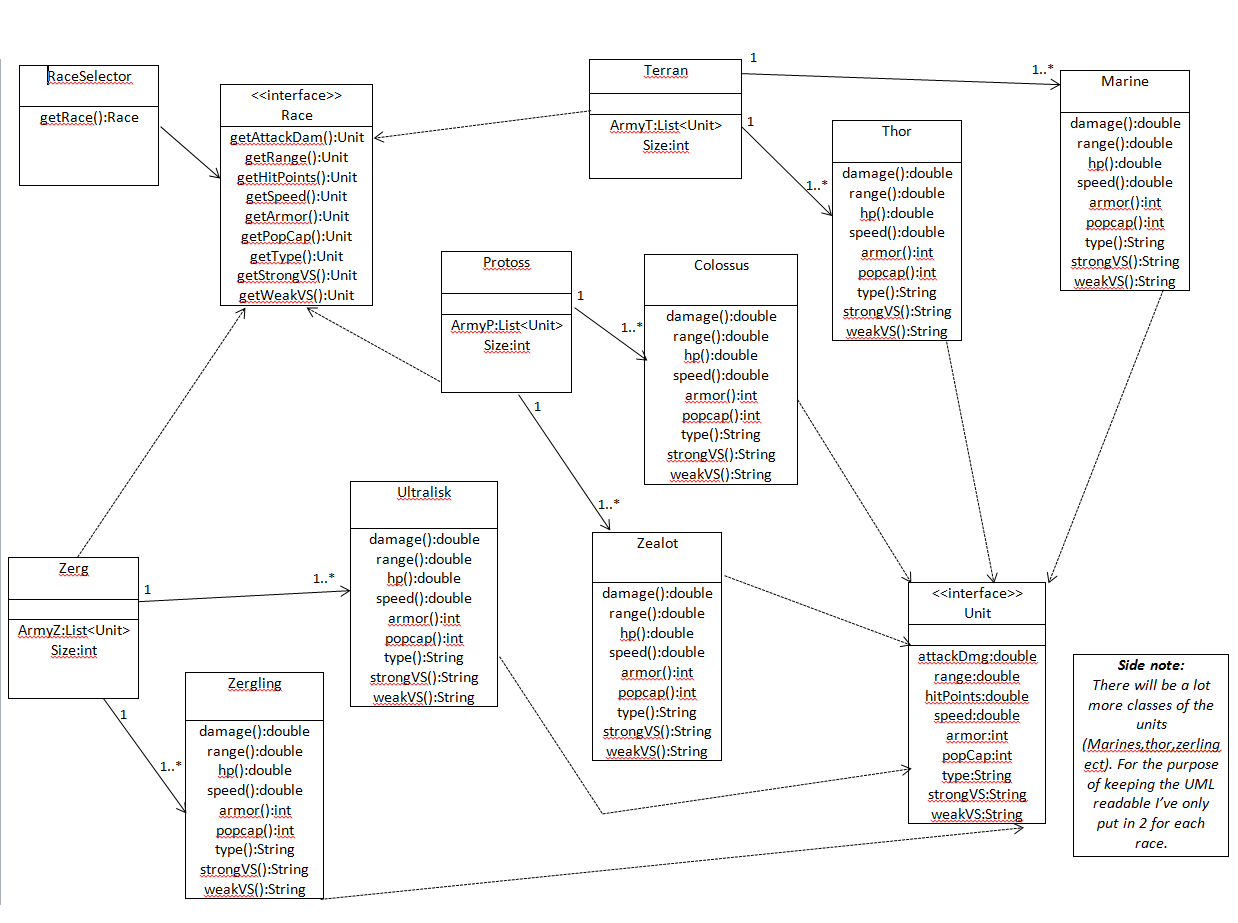 RaceSelector
getRace():Race
<<interface>>
Race
getAttackDam():Unit
getRange():Unit
getHitPoints():Unit
getSpeed():Unit
getArmor():Unit
getPopCap():Unit
getType():Unit
getStrongVS():Unit
getWeakVS():Unit
Terran
ArmyT:List<Unit>
Size:int
1
1..*
1
1..*
Marine
damage():double
range():double
hp():double
speed():double
armor():int
popcap():int
type():String
strongVS():String
weakVS():String
Thor
damage():double
range():double
hp():double
speed():double
armor():int
popcap():int
type():String
strongVS():String
weakVS():String
Protoss
ArmyP:List<Unit>
Size:int
1
1..*
1
1..*
Colossus
damage():double
range():double
hp():double
speed():double
armor():int
popcap():int
type():String
strongVS():String
weakVS():String
Zealot
damage():double
range():double
hp():double
speed():double
armor():int
popcap():int
type():String
strongVS():String
weakVS():String
Zerg
ArmyZ:List<Unit>
Size:int
1
1..*
1
1..*
Ultralisk
damage():double
range():double
hp():double
speed():double
armor():int
popcap():int
type():String
strongVS():String
weakVS():String
Zergling
damage():double
range():double
hp():double
speed():double
armor():int
popcap():int
type():String
strongVS():String
weakVS():String
<<interface>>
Unit
attackDmg:double
range:double
hitPoints:double
speed:double
armor:int
popCap:int
type:String
strongVS:String
weakVS:String
Side note:
There will be a lot
more classes of the
units
(Marines,thor,zerling
ect). For the purpose
of keeping the UML
readable I've only
put in 2 for each
race.